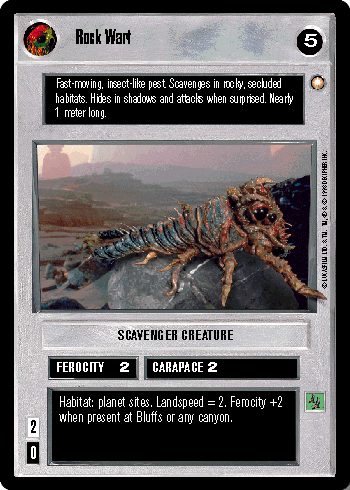 Rock Wart
5
Fast-moving, insect-like pest. Scavenges in rocky, secluded
habitats. Hides in shadows and attacks when surprised. Nearly
1 meter long.
SCAVENGER CREATURE
FEROCITY 2 CARAPACE 2
Habitat: planet sites. Landspeed = 2. Ferocity +2
when present at Bluffs or any canyon.
2
0